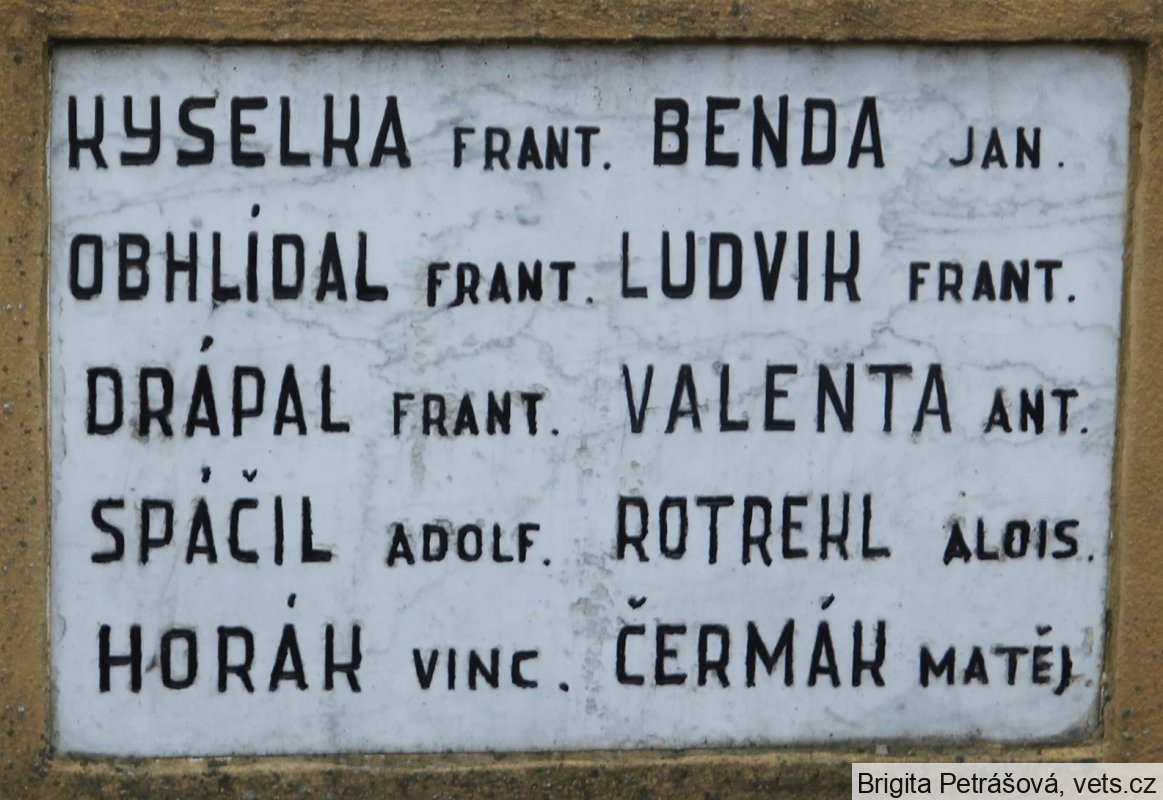 KYSELKA FRANT. BENDA JAN.
OBHLÍDAL FRANT. LUDVIK FRANT.
DRÁPAL FRANT. VALENTA ANT.
SPÁČIL ADOLF. ROTREKL ALOIS.
HORÁK VINC. ČERMÁK MATĚJ.
Brigita Petrášová, vets.cz